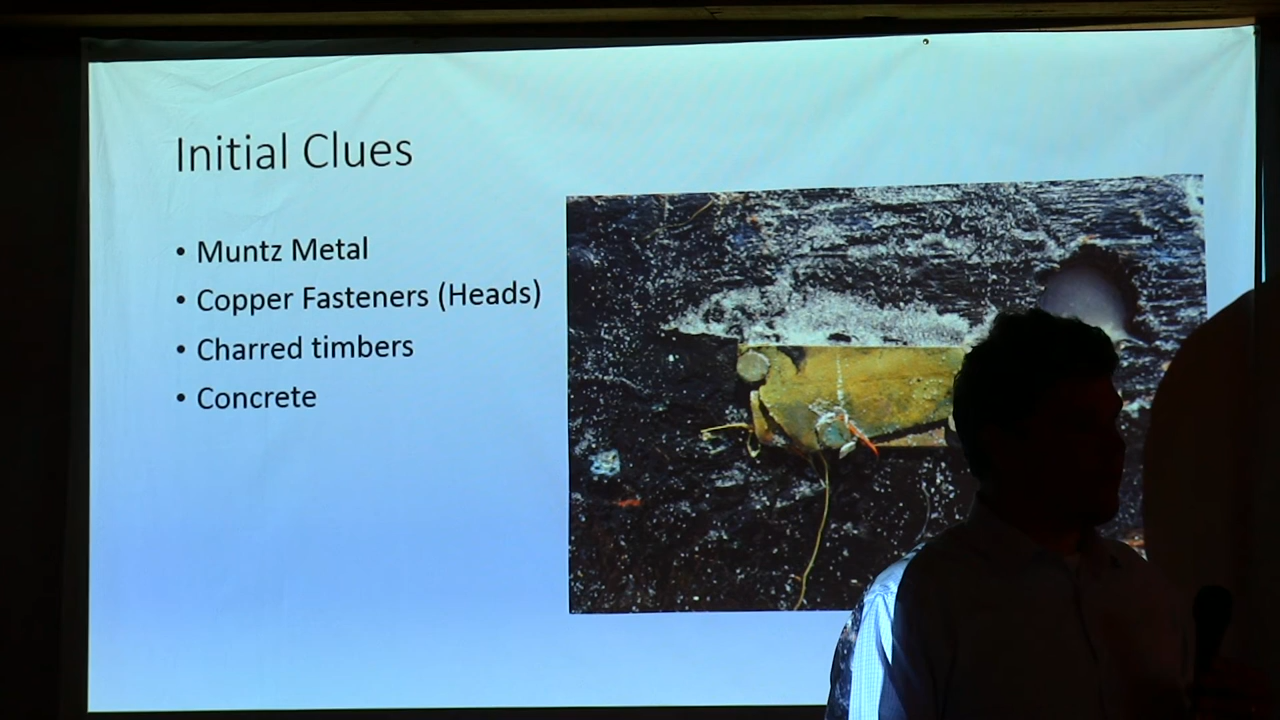 Initial Clues
• Muntz Metal
• Copper Fasteners (Heads)
• Charred timbers
• Concrete